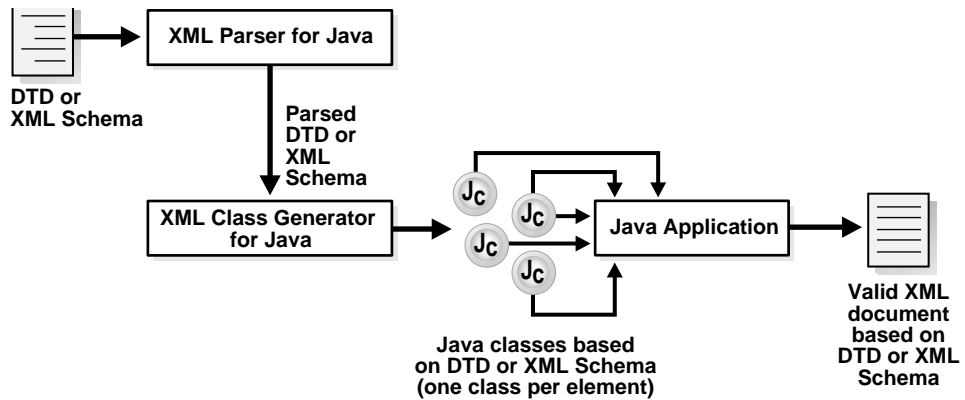 XML Parser for Java
DTD or
XML Schema
Parsed
DTD or
XML
Schema
XML Class Generator
for Java
Jc
Jc
Jc
Jc
Java Application
Java classes based
on DTD or XML Schema
(one class per element)
Valid XML
document
based on
DTD or XML
Schema